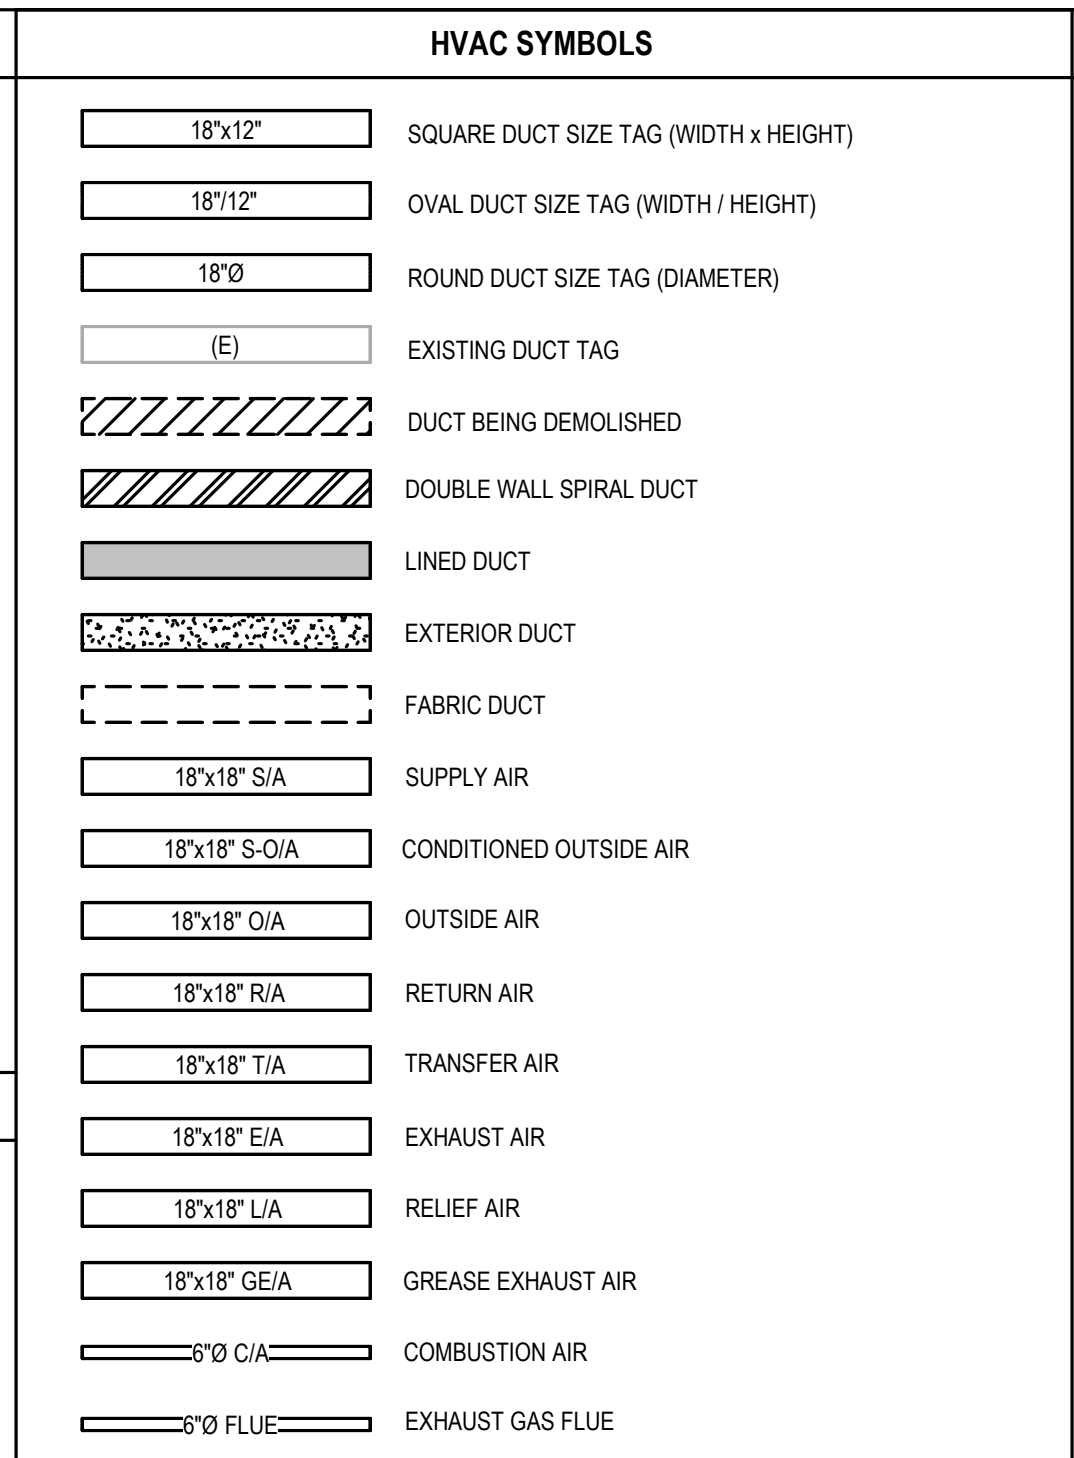 HVAC SYMBOLS
18"x12" SQUARE DUCT SIZE TAG (WIDTH x HEIGHT)
18"/12" OVAL DUCT SIZE TAG (WIDTH / HEIGHT)
18"Ø ROUND DUCT SIZE TAG (DIAMETER)
(E) EXISTING DUCT TAG
DUCT BEING DEMOLISHED
DOUBLE WALL SPIRAL DUCT
LINED DUCT
EXTERIOR DUCT
FABRIC DUCT
18"x18" S/A SUPPLY AIR
18"x18" S-O/A CONDITIONED OUTSIDE AIR
18"x18" O/A OUTSIDE AIR
18"x18" R/A RETURN AIR
18"x18" T/A TRANSFER AIR
18"x18" E/A EXHAUST AIR
18"x18" L/A RELIEF AIR
18"x18" GE/A GREASE EXHAUST AIR
6"Ø C/A COMBUSTION AIR
6"Ø FLUE EXHAUST GAS FLUE